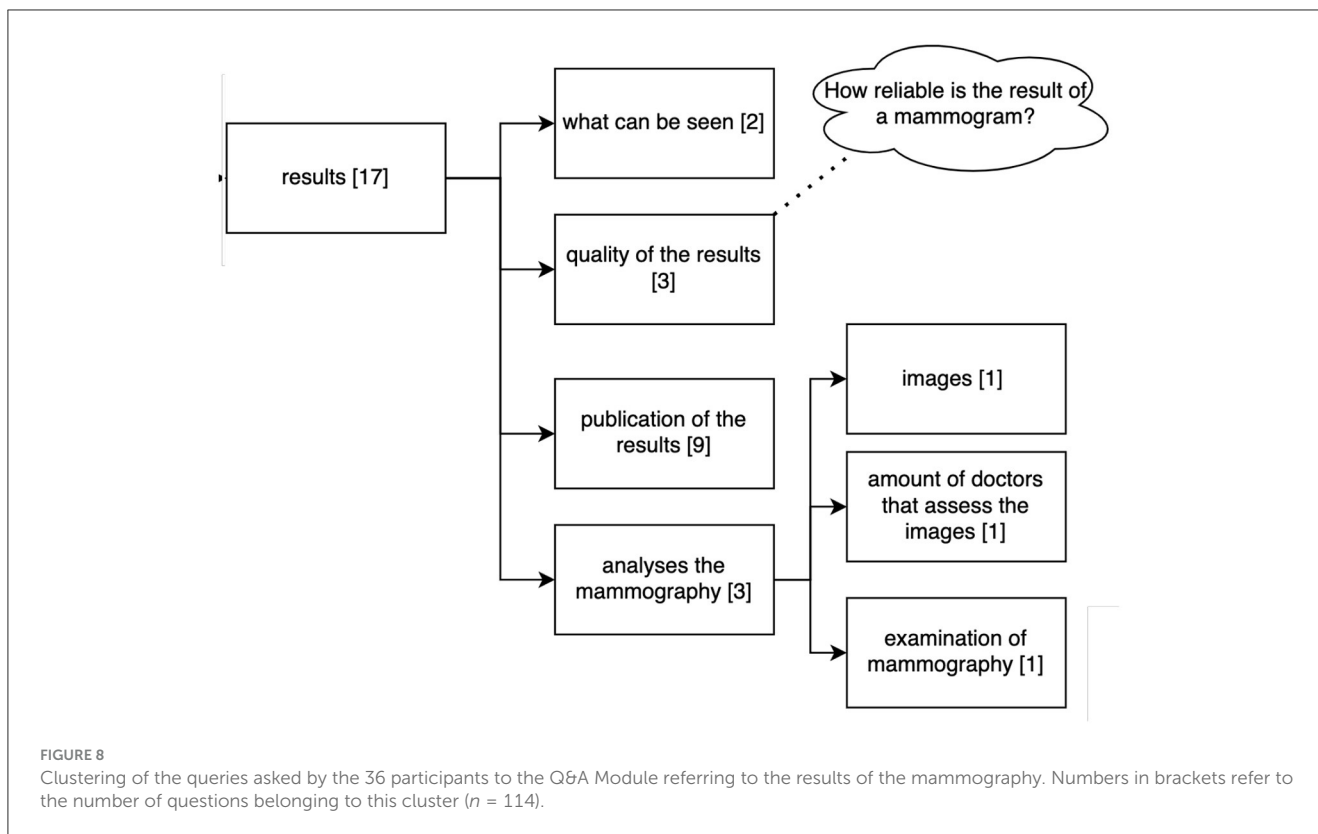 How reliable is the result of
a mammogram?
what can be seen [2]
results [17]
quality of the results
[3]
images [1]
publication of the
results [9]
amount of doctors
that assess the
images [1]
analyses the
mammography [3]
examination of
mammography [1]
FIGURE 8
Clustering of the queries asked by the 36 participants to the Q&A Module referring to the results of the mammography. Numbers in brackets refer to
the number of questions belonging to this cluster (n = 114).